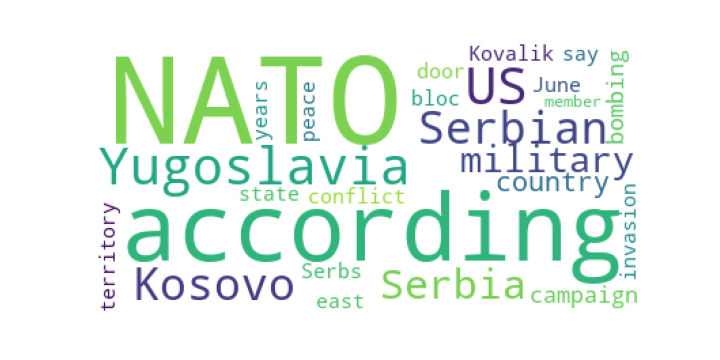 NATO
according
Yugoslavia
US
Serbian
Kosovo
Serbia
military
country
Kovalik
say
door
bloc
June
member
bombing
years
peace
state
conflict
territory
Serbs
east
campaign
invasion